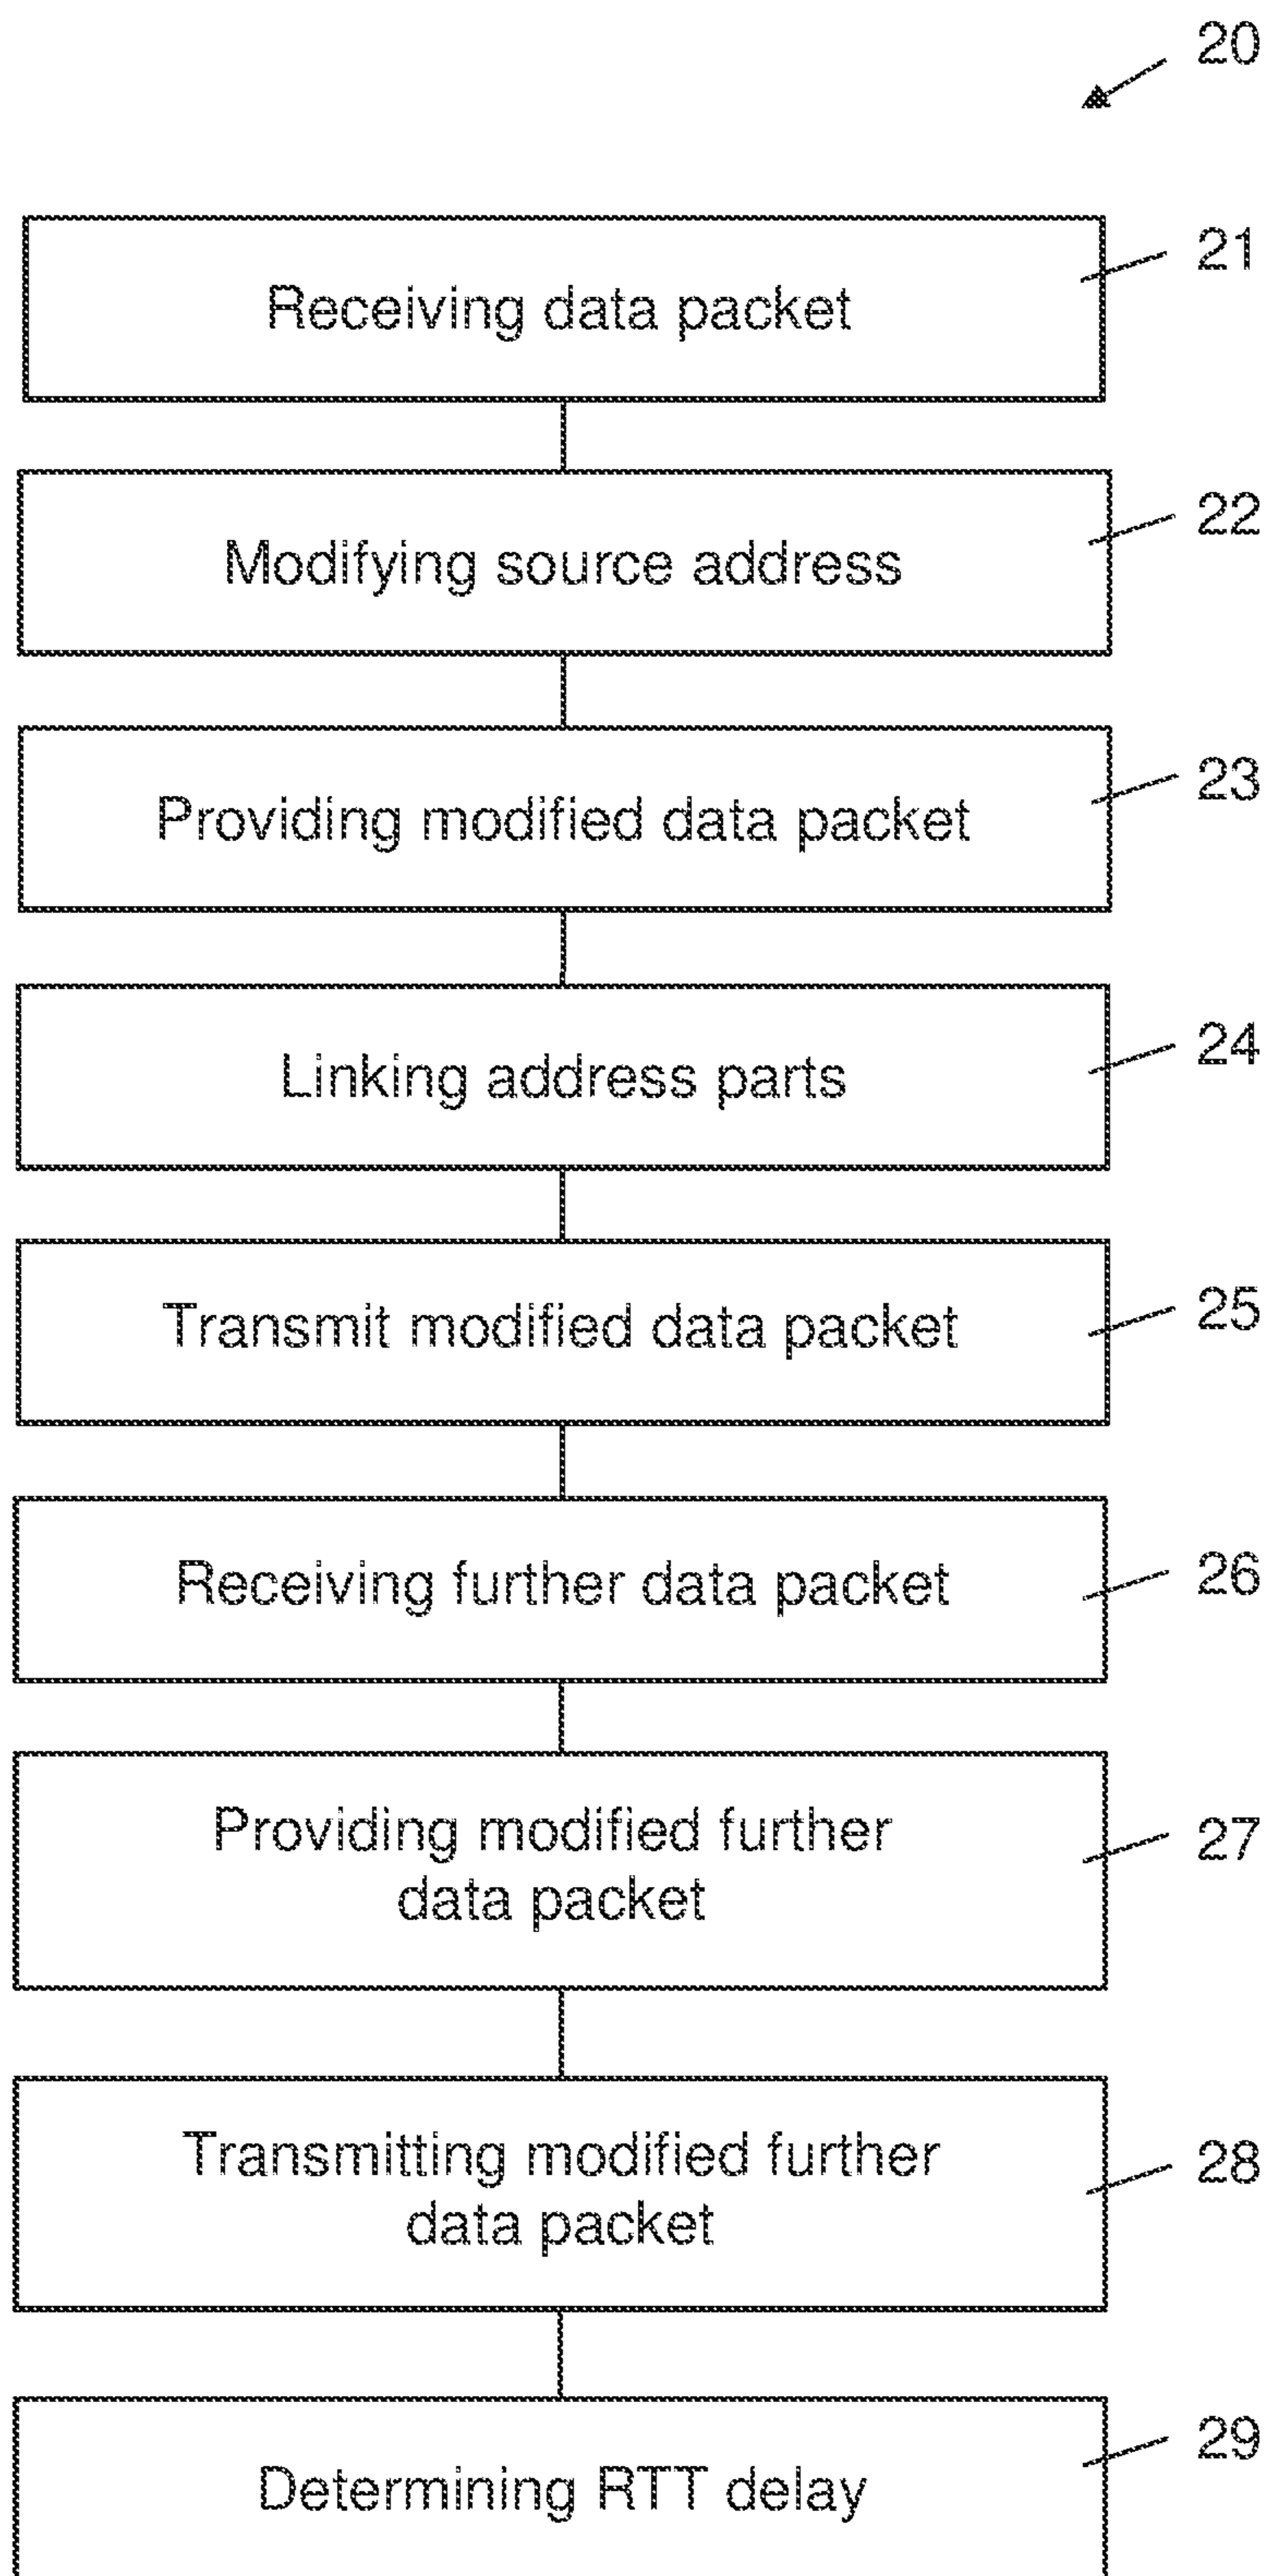 20
21
Receiving data packet
22
Modifying source address
23
Providing modified data packet
24
Linking address parts
25
Transmit modified data packet
26
Receiving further data packet
27
Providing modified further
data packet
28
Transmitting modified further
data packet
29
Determining RTT delay